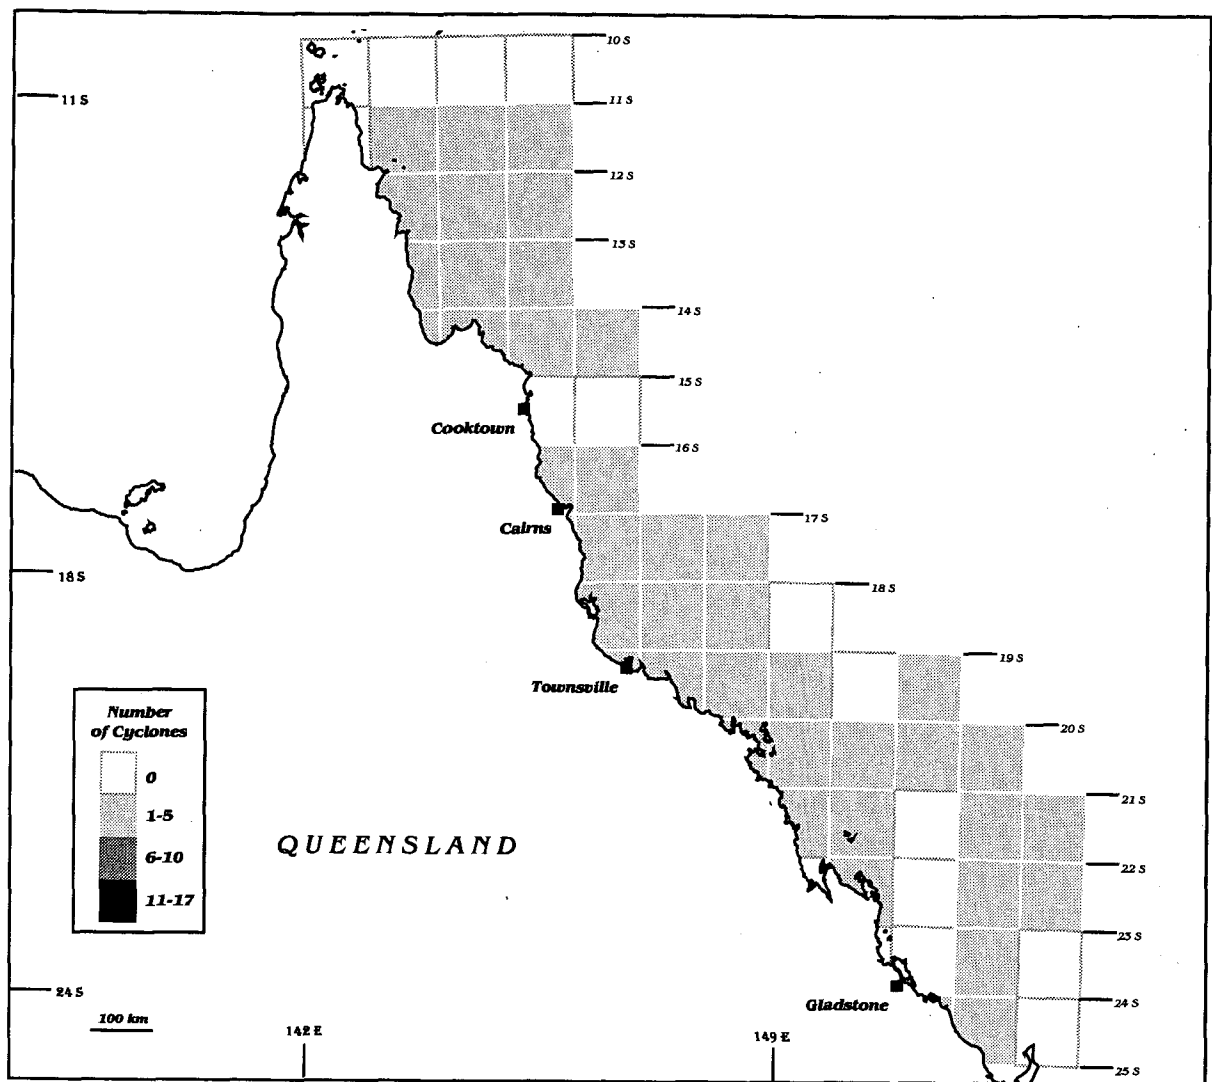 10 S
11 S
11 S
12 S
13 S
14 S
15 S
Cooktown
16 S
Cairns
17 S
18 S
18 S
19 S
Townsville
Number
of Cyclones
20 S
0
1-5
21 S
QUEENSLAND
6-10
22 S
11-17
23 S
24 S
Gladstone
24 S
100 km
142 E
149 E
25 S